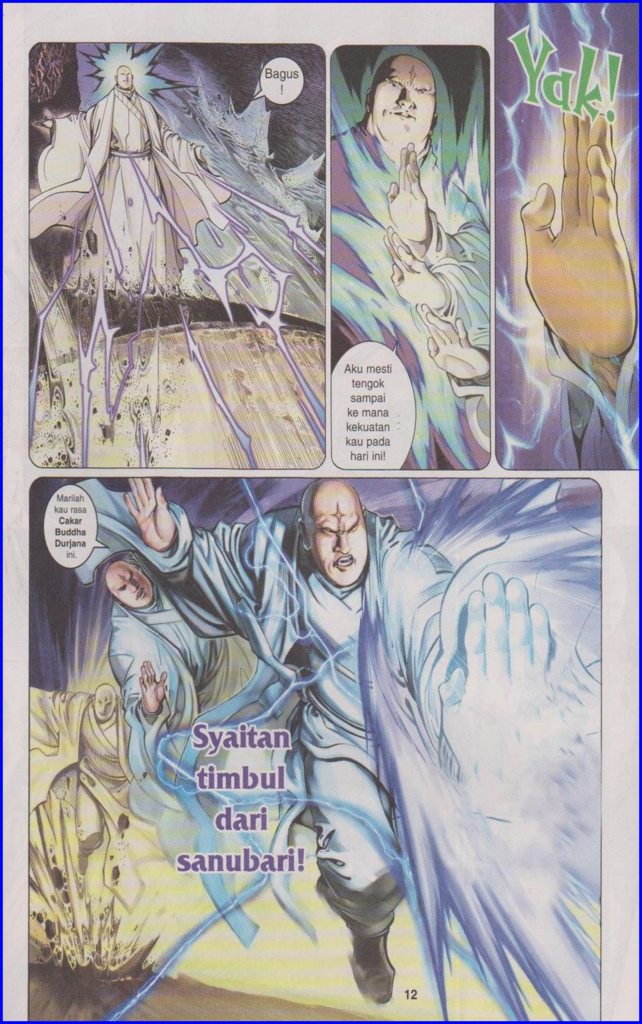 Bagus
!
Aku mesti
tengok
sampai
ke mana
kekuatan
kau pada
hari ini!
Yak!
Marilah
kau rasa
Cakar
Buddha
Durjana
ini.
Syaitan
timbul
dari
sanubari!
12